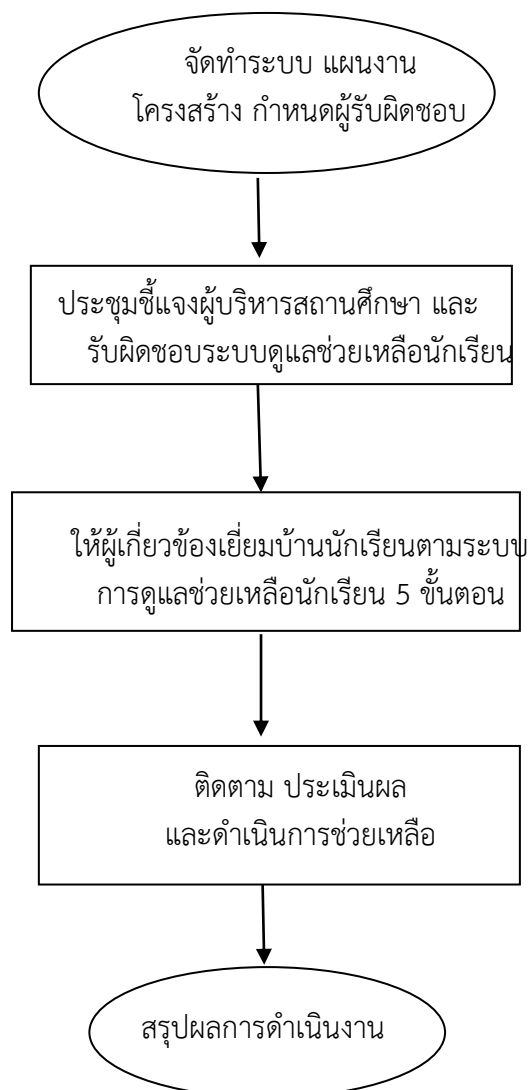 จัดทำระบบ แผนงาน
โครงสร้าง กำหนดผู้รับผิดชอบ
ประชุมชี้แจงผู้บริหารสถานศึกษา และ
รับผิดชอบระบบดูแลช่วยเหลือนักเรียน
ให้ผู้เกี่ยวข้องเยี่ยมบ้านนักเรียนตามระบบ
การดูแลช่วยเหลือนักเรียน 5 ขั้นตอน
ติดตาม ประเมินผล
และดำเนินการช่วยเหลือ
สรุปผลการดำเนินงาน